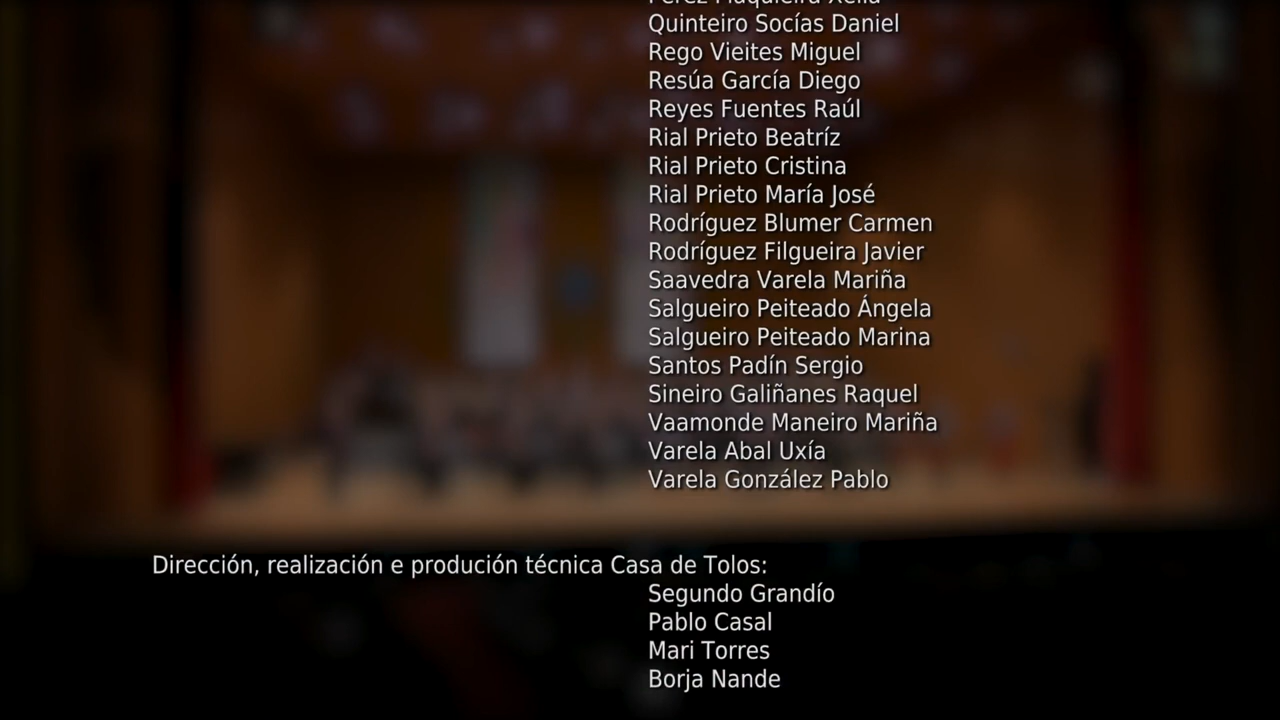 Quinteiro Socías Daniel
Rego Vieites Miguel
Resúa García Diego
Reyes Fuentes Raúl
Rial Prieto Beatríz
Rial Prieto Cristina
Rial Prieto María José
Rodríguez Blumer Carmen
Rodríguez Filgueira Javier
Saavedra Varela Mariña
Salgueiro Peiteado Ángela
Salgueiro Peiteado Marina
Santos Padín Sergio
Sineiro Galiñanes Raquel
Vaamonde Maneiro Mariña
Varela Abal Uxía
Varela González Pablo
Dirección, realización e produción técnica Casa de Tolos:
Segundo Grandío
Pablo Casal
Mari Torres
Borja Nande